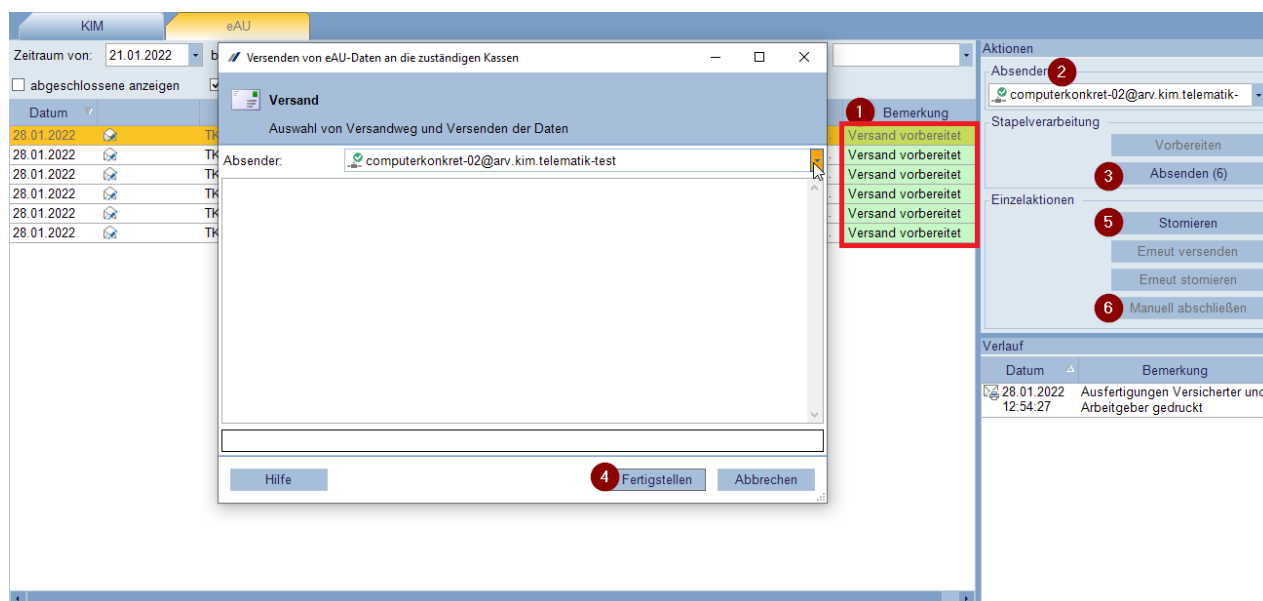 KIM eAU
Zeitraum von: 21.01.2022 b
abgeschlossene anzeigen
Datum Bemerkung
28.01.2022 TK Versand vorbereitet
28.01.2022 TK Versand vorbereitet
28.01.2022 TK Versand vorbereitet
28.01.2022 TK Versand vorbereitet
28.01.2022 TK Versand vorbereitet
28.01.2022 TK Versand vorbereitet
1
Versenden von eAU-Daten an die zuständigen Kassen
Versand
Auswahl von Versandweg und Versenden der Daten
Absender: computerkonkret-02@arv.kim.telematik-test
Hilfe 4 Fertigstellen Abbrechen
Aktionen
Absender 2
computerkonkret-02@arv.kim.telematik-
Stapelverarbeitung
Vorbereiten
3 Absenden (6)
Einzelaktionen
5 Stornieren
Erneut versenden
Erneut stornieren
6 Manuell abschließen
Verlauf
Datum Bemerkung
28.01.2022 Ausfertigungen Versicherter und
12:54:27 Arbeitgeber gedruckt